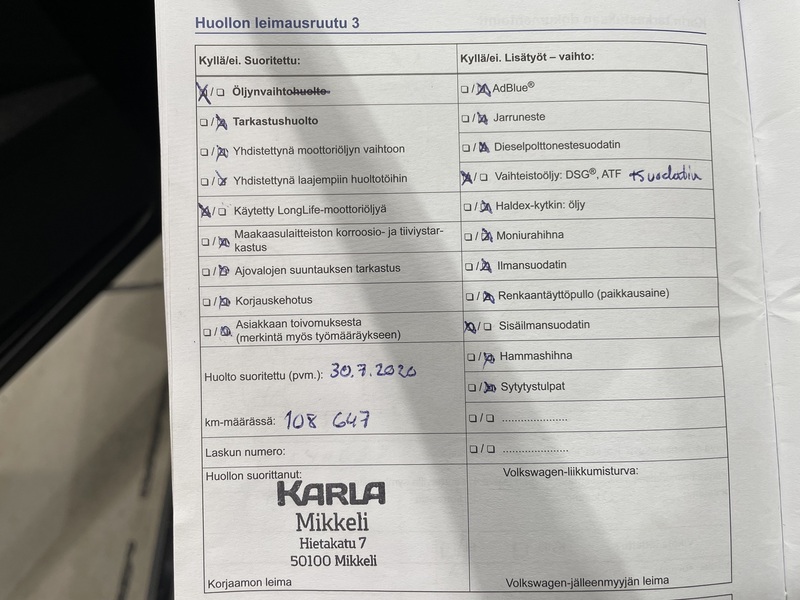 Huollon leimausruutu 3
Kyllä/ei. Suoritettu:
Öljynvaihtohuolto
Tarkastushuolto
Yhdistettynä moottoriöljyn vaihtoon
Yhdistettynä laajempiin huoltotöihin
Käytetty LongLife-moottoriöljyä
Maakaasulaitteiston korroosio- ja tiiviystar-
kastus
Ajovalojen suuntauksen tarkastus
Korjauskehotus
Asiakkaan toivomuksesta
(merkintä myös työmääräykseen)
Huolto suoritettu (pvm.): 30.7.2020
km-määrässä: 108 647
Laskun numero:
Huollon suorittanut:
KARLA
Mikkeli
Hietakatu 7
50100 Mikkeli
Korjaamon leima
Kyllä/ei. Lisätyöt – vaihto:
AdBlue®
Jarruneste
Dieselpolttonestesuodatin
Vaihteistoöljy: DSG®, ATF +suodatin
Haldex-kytkin: öljy
Moniurahihna
Ilmansuodatin
Renkaantäyttöpullo (paikkausaine)
Sisäilmansuodatin
Hammashihna
Sytytystulpat
Volkswagen-liikkumisturva:
Volkswagen-jälleenmyyjän leima